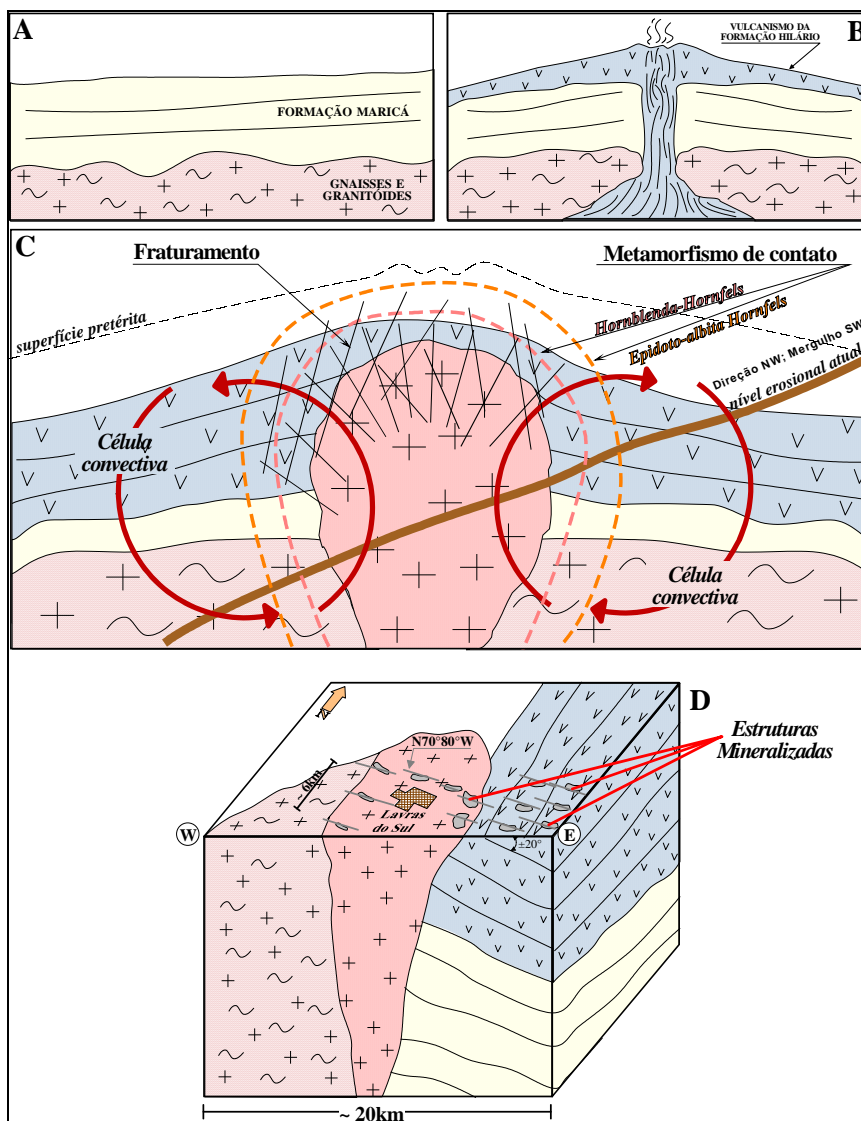 A
FORMAÇÃO MARICÁ
GNAISSES E
GRANITÓIDES
B
VULCANISMO DA
FORMAÇÃO HILÁRIO
C
Fraturamento
Metamorfismo de contato
superfície pretérita
Hornblenda-Hornfels
Epidoto-albita Hornfels
Direção NW; Mergulho SW
nível erosional atual
Célula
convectiva
Célula
convectiva
D
N
N70°80°W
~ 6km
Lavras
do Sul
Estruturas
Mineralizadas
W
E
±20°
~ 20km